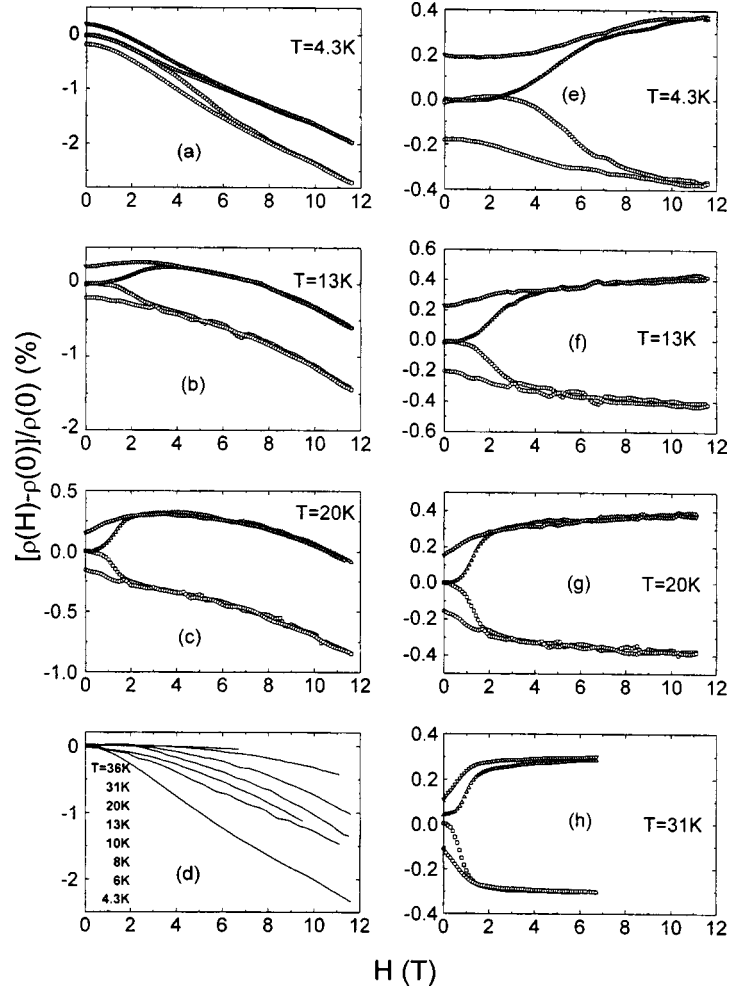 [ρ(H)-ρ(0)]/ρ(0) (%)
0
-1
-2
T=4.3K
(a)
0 2 4 6 8 10 12
0.4
0.2
0.0
-0.2
-0.4
(e)
T=4.3K
0 2 4 6 8 10 12
0
-1
-2
T=13K
(b)
0 2 4 6 8 10 12
0.6
0.4
0.2
0.0
-0.2
-0.4
-0.6
(f)
T=13K
0 2 4 6 8 10 12
0.5
0.0
-0.5
-1.0
T=20K
(c)
0 2 4 6 8 10 12
0.4
0.2
0.0
-0.2
-0.4
(g)
T=20K
0 2 4 6 8 10 12
0
-1
-2
T=36K
31K
20K
13K
10K
8K
6K
4.3K
(d)
0 2 4 6 8 10 12
0.4
0.2
0.0
-0.2
-0.4
(h)
T=31K
0 2 4 6 8 10 12
H (T)